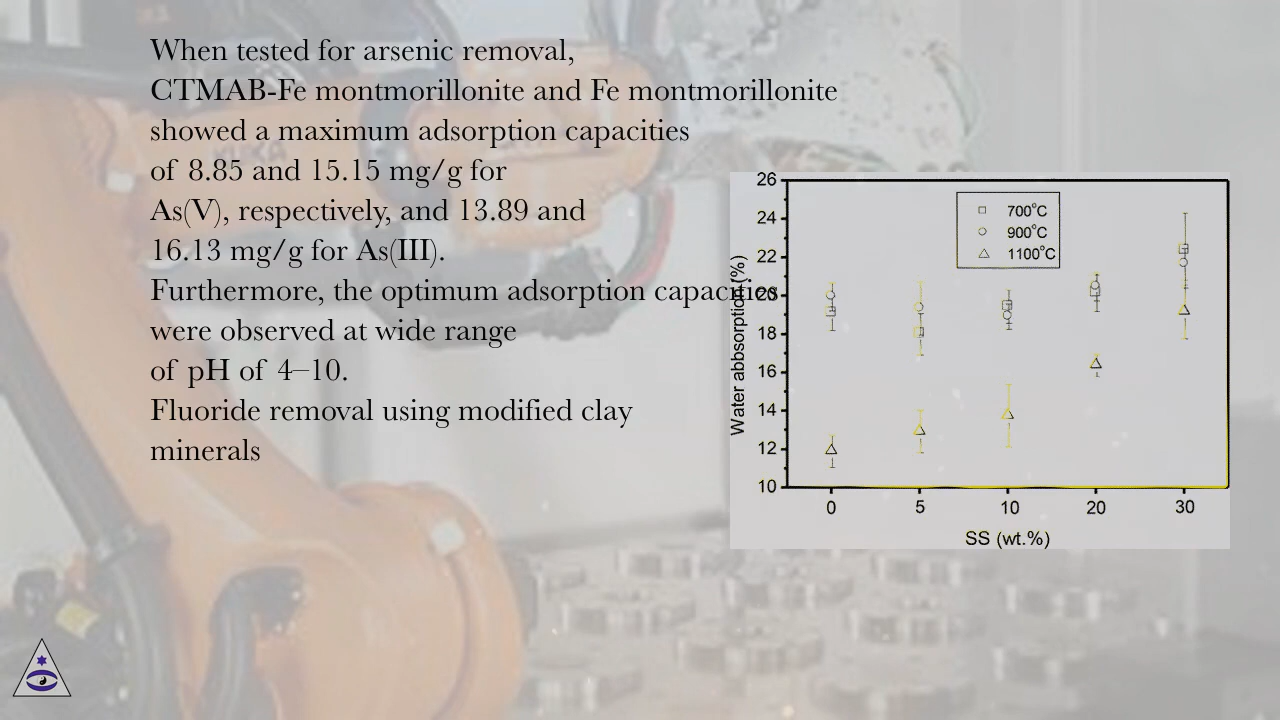 When tested for arsenic removal,
CTMAB-Fe montmorillonite and Fe montmorillonite
showed a maximum adsorption capacities
of 8.85 and 15.15 mg/g for
As(V), respectively, and 13.89 and
16.13 mg/g for As(III).
Furthermore, the optimum adsorption capacities
were observed at wide range
of pH of 4–10.
Fluoride removal using modified clay
minerals
26
24
22
20
18
16
14
12
10
Water abbsorption (%)
700°C
900°C
1100°C
0 5 10 20 30
SS (wt.%)